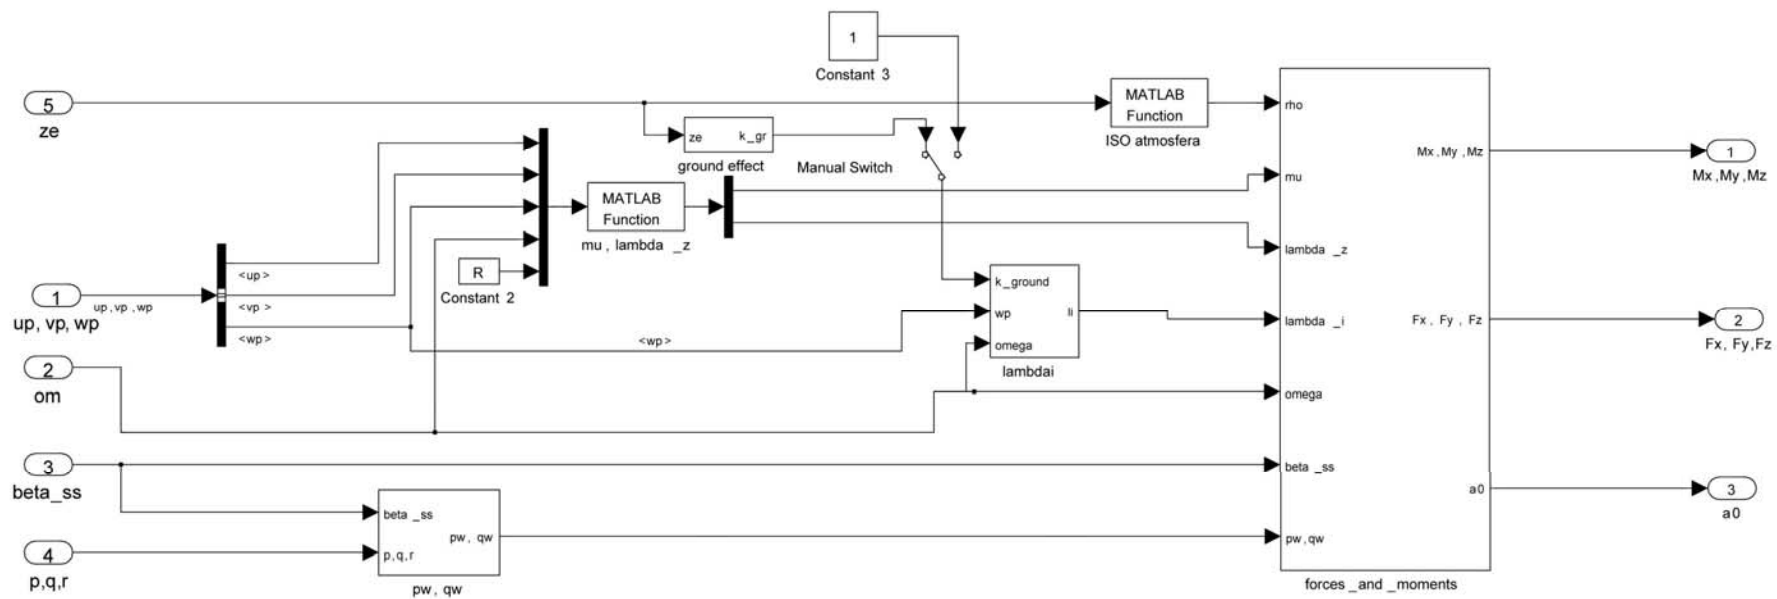 1
Constant 3
5
ze
MATLAB
Function
ISO atmosfera
rho
ze
k_gr
ground effect
Manual Switch
Mx ,My ,Mz
1
Mx,My,Mz
mu
MATLAB
Function
mu , lambda _z
lambda _z
<up>
R
Constant 2
k_ground
wp
li
omega
lambdai
1
up,vp ,wp
up, vp, wp
<vp >
<wp>
<wp>
lambda _i
Fx , Fy , Fz
2
Fx, Fy,Fz
2
om
omega
3
beta_ss
beta _ss
a0
3
a0
beta _ss
pw, qw
p,q,r
pw, qw
4
p,q,r
pw,qw
forces _and _moments